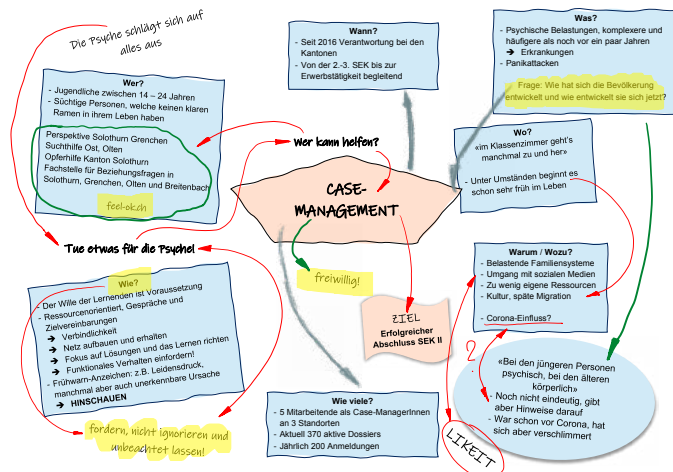 Die Psyche schlägt sich auf
alles aus
Wer?
- Jugendliche zwischen 14 – 24 Jahren
- Süchtige Personen, welche keinen klaren
Ramen in ihrem Leben haben
Perspektive Solothurn Grenchen
Suchthilfe Ost, Olten
Opferhilfe Kanton Solothurn
Fachstelle für Beziehungsfragen in
Solothurn, Grenchen, Olten und Breitenbach
feel-ok.ch
Wann?
- Seit 2016 Verantwortung bei den
Kantonen
- Von der 2.-3. SEK bis zur
Erwerbstätigkeit begleitend
Was?
- Psychische Belastungen, komplexere und
häufigere als noch vor ein paar Jahren
➔ Erkrankungen
- Panikattacken
Frage: Wie hat sich die Bevölkerung
entwickelt und wie entwickelt sie sich jetzt?
Wer kann helfen?
Wo?
- «im Klassenzimmer geht's
manchmal zu und her»
- Unter Umständen beginnt es
schon sehr früh im Leben
CASE-
MANAGEMENT
Tue etwas für die Psyche!
freiwillig!
Warum / Wozu?
- Belastende Familiensysteme
- Umgang mit sozialen Medien
- Zu wenig eigene Ressourcen
- Kultur, späte Migration
- Corona-Einfluss?
Wie?
- Der Wille der Lernenden ist Voraussetzung
- Ressourcenorientiert, Gespräche und
Zielvereinbarungen
➔ Verbindlichkeit
➔ Netz aufbauen und erhalten
➔ Fokus auf Lösungen und das Lernen richten
➔ Funktionales Verhalten einfordern!
- Frühwarn-Anzeichen: z.B. Leidensdruck,
manchmal aber auch unerkennbare Ursache
➔ HINSCHAUEN
ZIEL
Erfolgreicher
Abschluss SEK II
?
«Bei den jüngeren Personen
psychisch, bei den älteren
körperlich»
- Noch nicht eindeutig, gibt
aber Hinweise darauf
- War schon vor Corona, hat
sich aber verschlimmert
Wie viele?
- 5 Mitarbeitende als Case-ManagerInnen
an 3 Standorten
- Aktuell 370 aktive Dossiers
- Jährlich 200 Anmeldungen
LIKEIT
fordern, nicht ignorieren und
unbeachtet lassen!